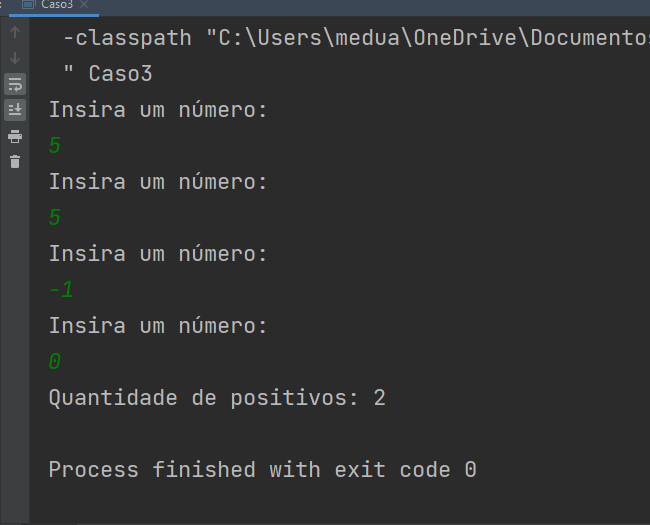 Caso3
-classpath "C:\Users\medua\OneDrive\Documentos
" Caso3
Insira um número:
5
Insira um número:
5
Insira um número:
-1
Insira um número:
0
Quantidade de positivos: 2
Process finished with exit code 0